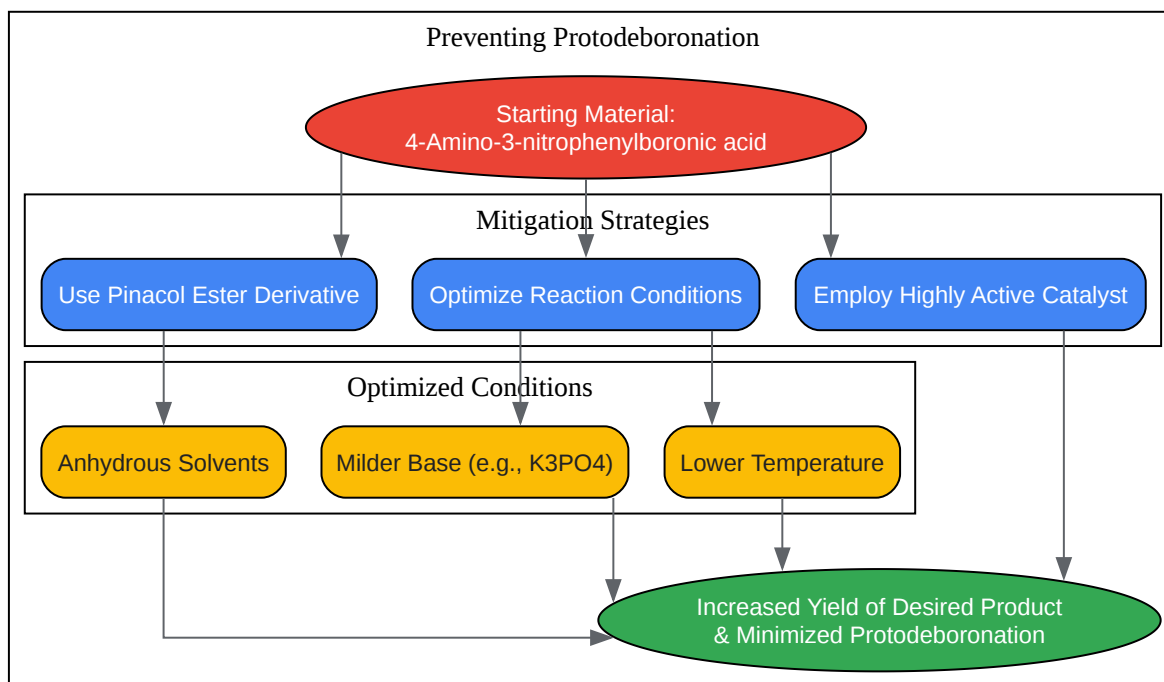 Preventing Protodeboronation
Starting Material:
4-Amino-3-nitrophenylboronic acid
Mitigation Strategies
Use Pinacol Ester Derivative
Optimize Reaction Conditions
Employ Highly Active Catalyst
Optimized Conditions
Anhydrous Solvents
Milder Base (e.g., K3PO4)
Lower Temperature
Increased Yield of Desired Product
& Minimized Protodeboronation